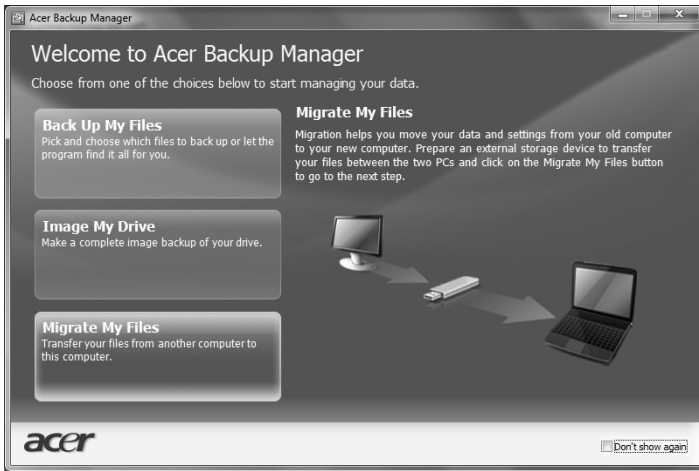 Acer Backup Manager
Welcome to Acer Backup Manager
Choose from one of the choices below to start managing your data.
Back Up My Files
Pick and choose which files to back up or let the
program find it all for you.
Image My Drive
Make a complete image backup of your drive.
Migrate My Files
Transfer your files from another computer to
this computer.
Migrate My Files
Migration helps you move your data and settings from your old computer
to your new computer. Prepare an external storage device to transfer
your files between the two PCs and click on the Migrate My Files button
to go to the next step.
acer
Don't show again